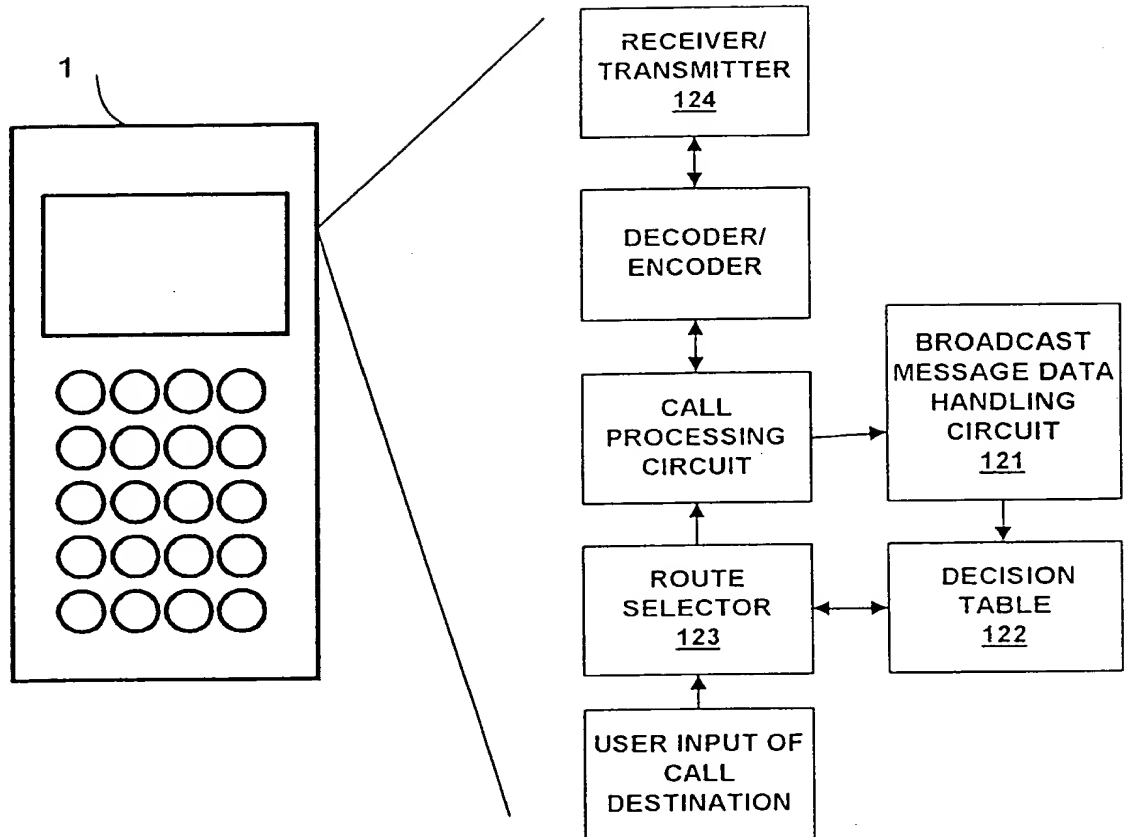 1
RECEIVER/
TRANSMITTER
124
DECODER/
ENCODER
CALL
PROCESSING
CIRCUIT
BROADCAST
MESSAGE DATA
HANDLING
CIRCUIT
121
ROUTE
SELECTOR
123
DECISION
TABLE
122
USER INPUT OF
CALL
DESTINATION